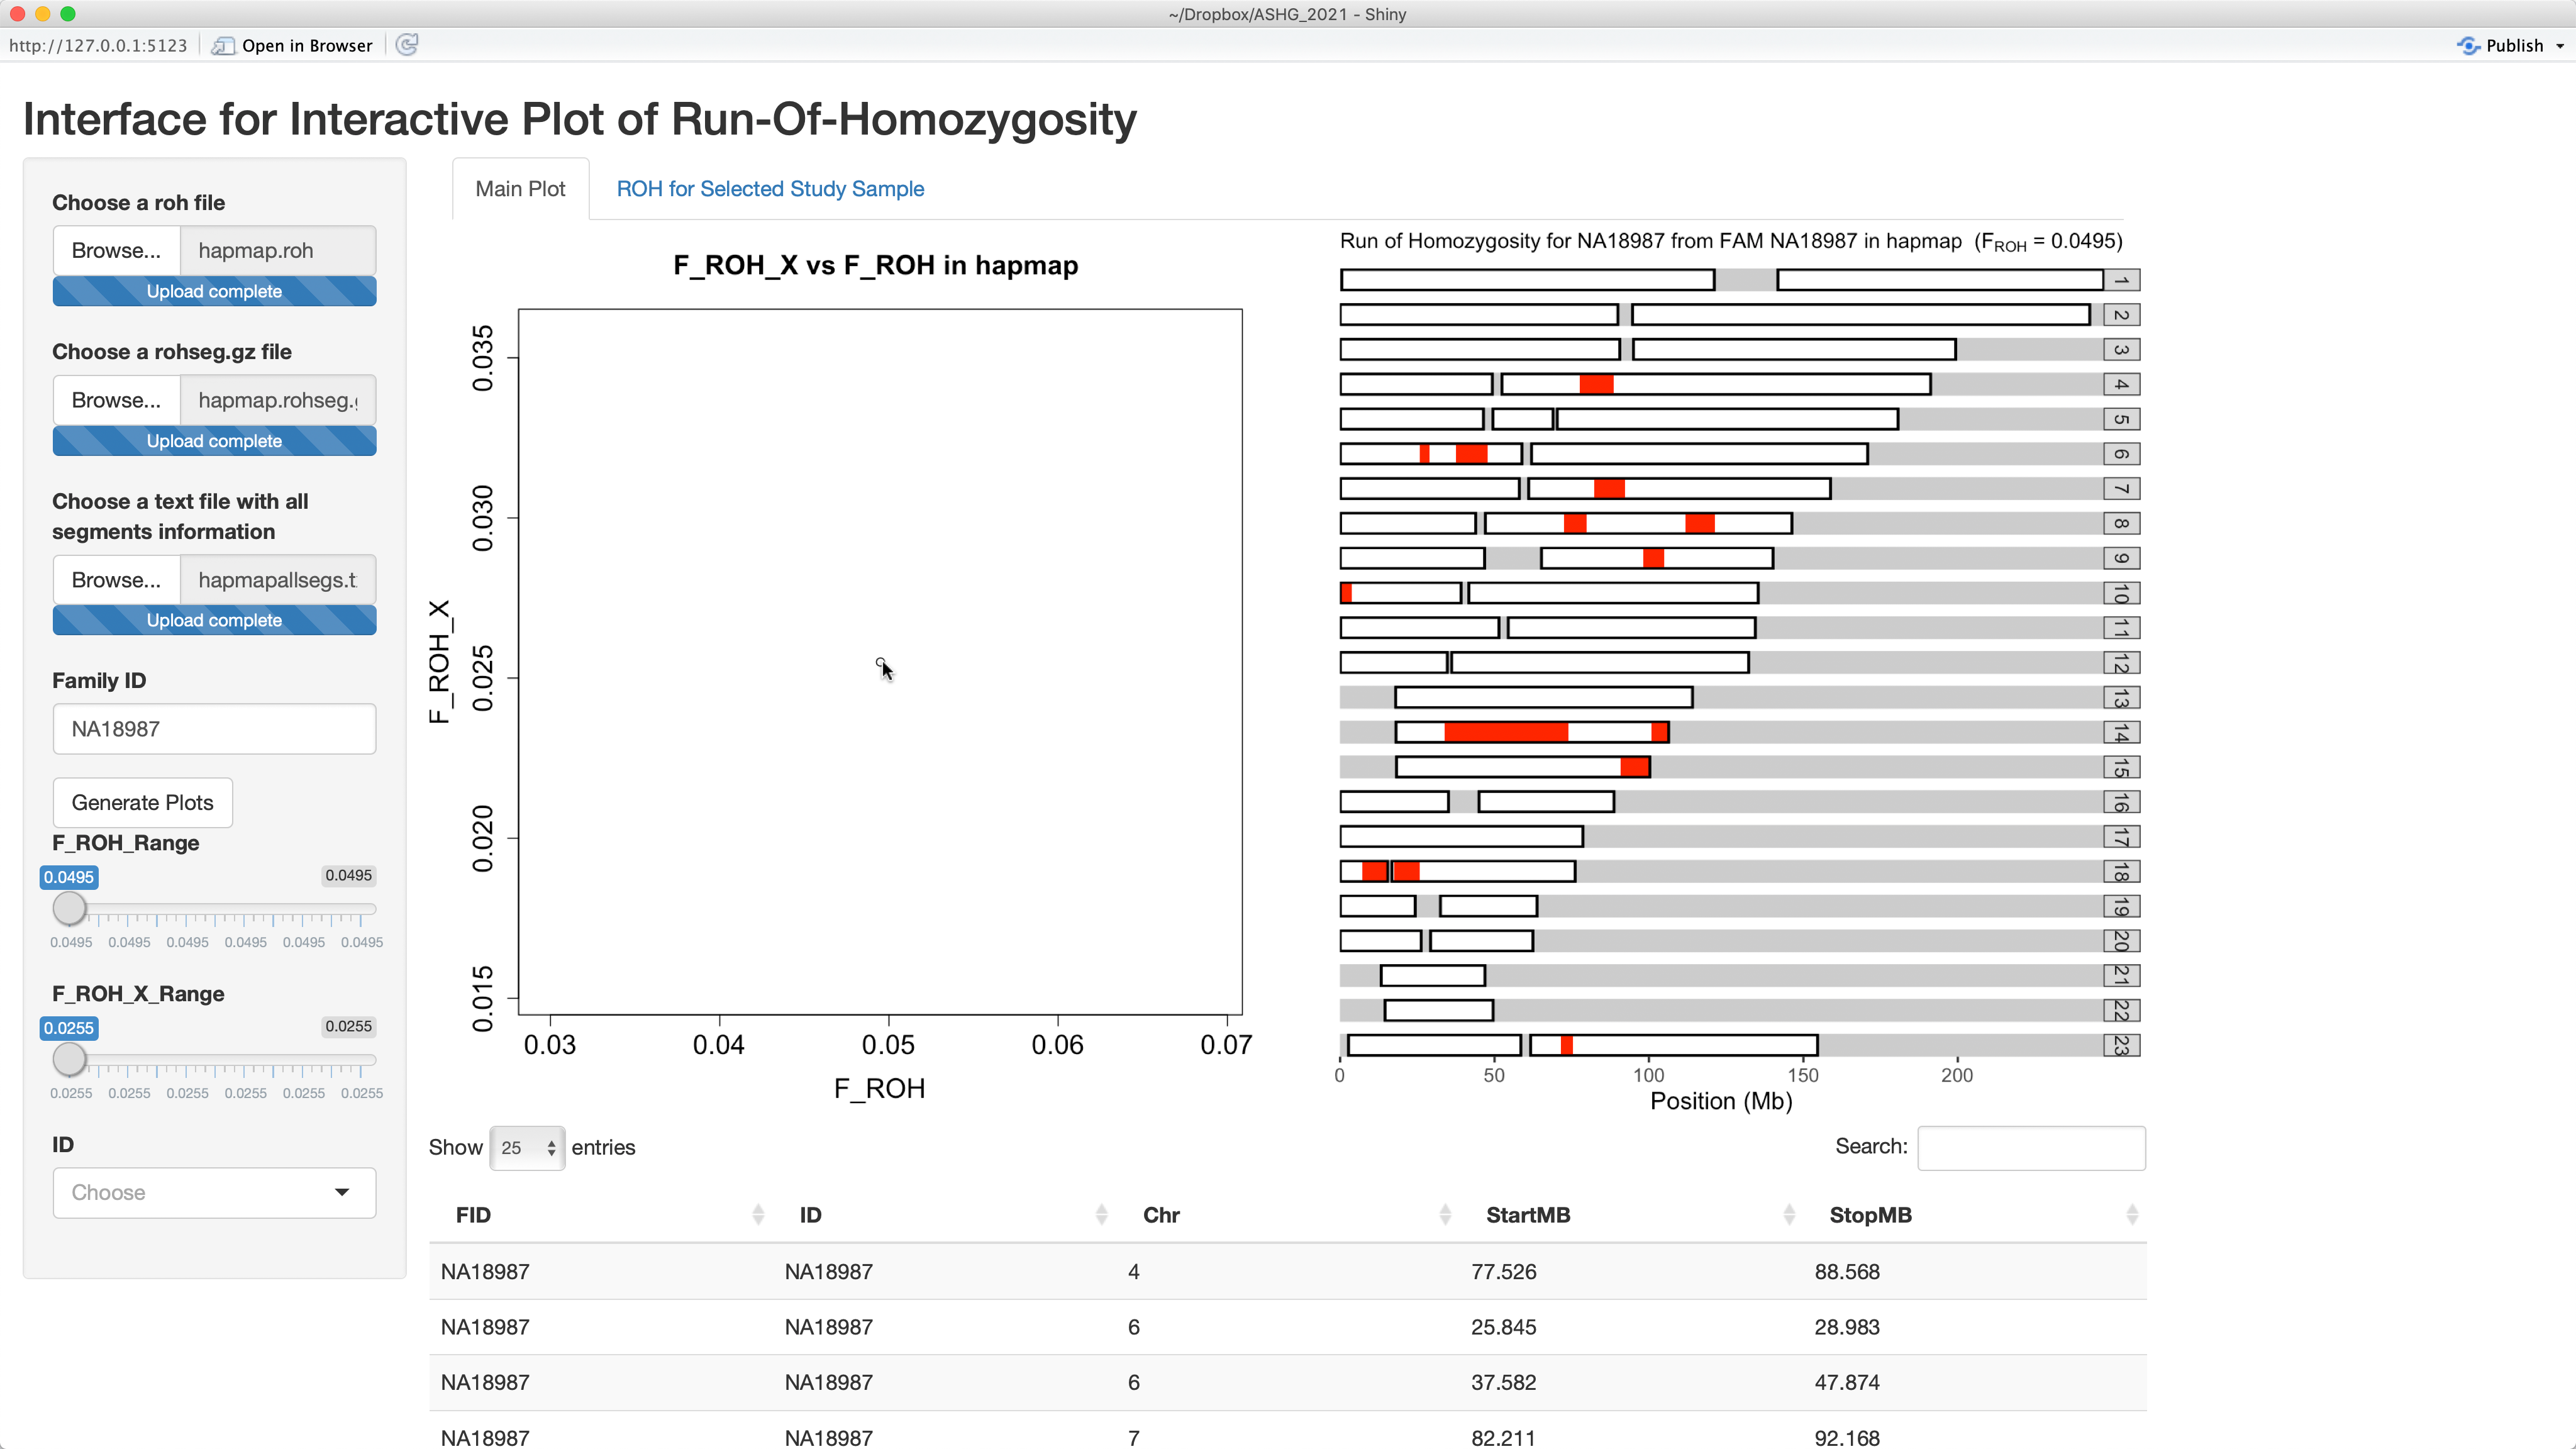 ~/Dropbox/ASHG_2021 - Shiny
http://127.0.0.1:5123
Open in Browser
Publish
Interface for Interactive Plot of Run-Of-Homozygosity
Choose a roh file
Browse... hapmap.roh
Upload complete
Choose a rohseg.gz file
Browse... hapmap.rohseg.
Upload complete
Choose a text file with all
segments information
Browse... hapmapallsegs.t
Upload complete
Family ID
NA18987
Generate Plots
F_ROH_Range
0.0495 0.0495
0.0495 0.0495 0.0495 0.0495 0.0495 0.0495
F_ROH_X_Range
0.0255 0.0255
0.0255 0.0255 0.0255 0.0255 0.0255 0.0255
ID
Choose
Main Plot
ROH for Selected Study Sample
F_ROH_X vs F_ROH in hapmap
F_ROH_X
0.035
0.030
0.025
0.020
0.015
0.03 0.04 0.05 0.06 0.07
F_ROH
Run of Homozygosity for NA18987 from FAM NA18987 in hapmap (FROH = 0.0495)
1
2
3
4
5
6
7
8
9
10
11
12
13
14
15
16
17
18
19
20
21
22
23
0 50 100 150 200
Position (Mb)
Show 25 entries
Search:
FID ID Chr StartMB StopMB
NA18987 NA18987 4 77.526 88.568
NA18987 NA18987 6 25.845 28.983
NA18987 NA18987 6 37.582 47.874
NA18987 NA18987 7 82.211 92.168